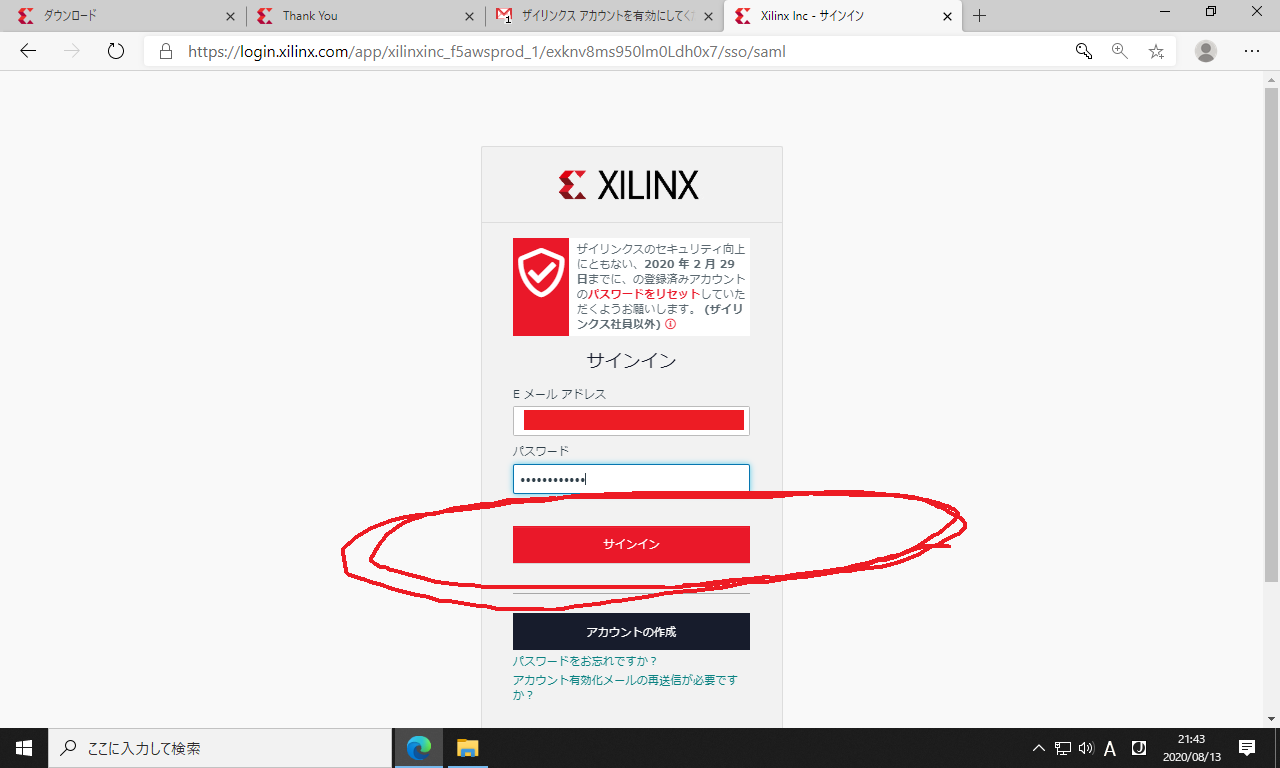 ダウンロード
Thank You
1
ザイリンクス アカウントを有効にしてく
Xilinx Inc - サインイン
https://login.xilinx.com/app/xilinxinc_f5awsprod_1/exknv8ms950lm0Ldh0x7/sso/saml
XILINX
ザイリンクスのセキュリティ向上
にともない、2020 年 2 月 29
日までに、の登録済みアカウント
のパスワードをリセットしていた
だくようお願いします。 (ザイリ
ンクス社員以外)
サインイン
E メール アドレス
パスワード
••••••••••••
サインイン
アカウントの作成
パスワードをお忘れですか？
アカウント有効化メールの再送信が必要です
か？
ここに入力して検索
A
J
21:43
2020/08/13